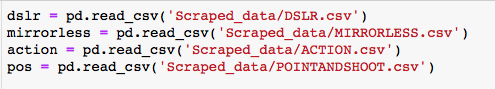 dslr = pd.read_csv('Scraped_data/DSLR.csv')
mirrorless = pd.read_csv('Scraped_data/MIRRORLESS.csv')
action = pd.read_csv('Scraped_data/ACTION.csv')
pos = pd.read_csv('Scraped_data/POINTANDSHOOT.csv')